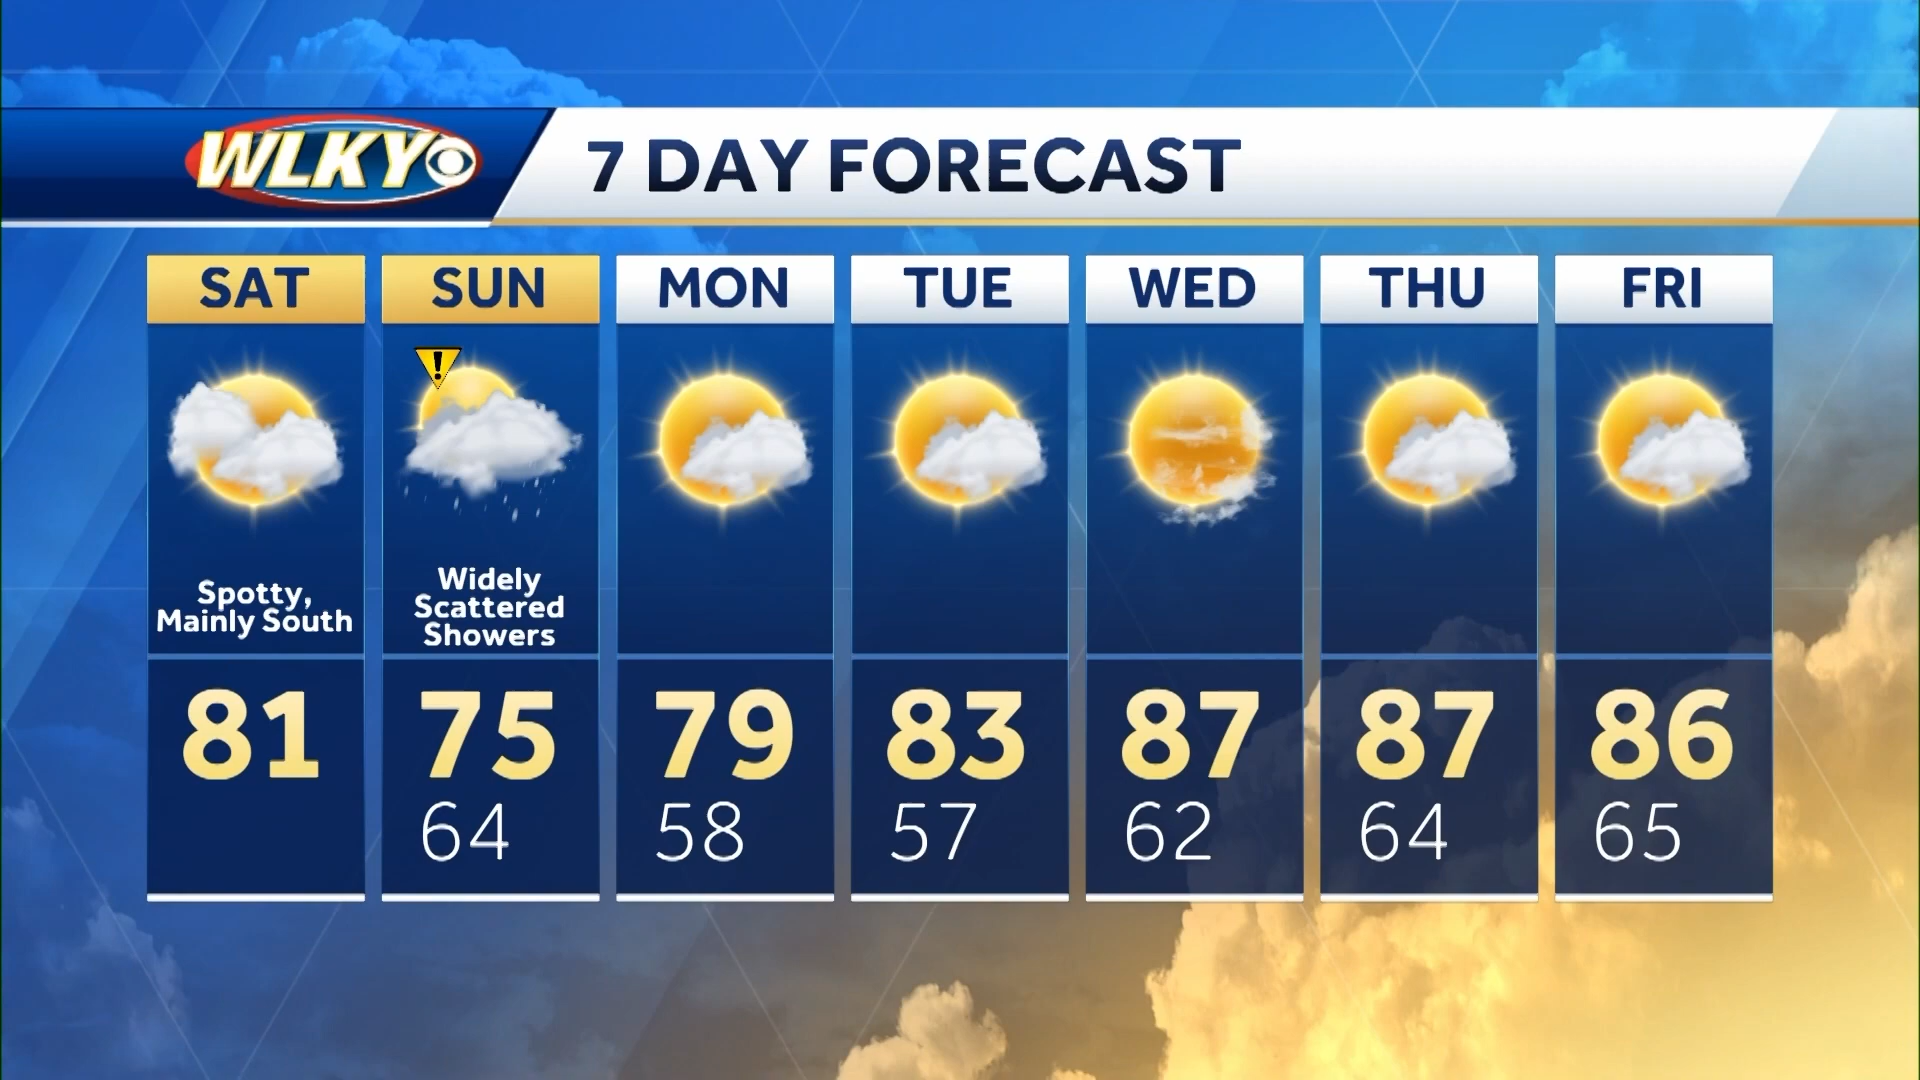 WLKY
7 DAY FORECAST
SAT
SUN
MON
TUE
WED
THU
FRI
!
Spotty,
Mainly South
Widely
Scattered
Showers
81
75
79
83
87
87
86
64
58
57
62
64
65